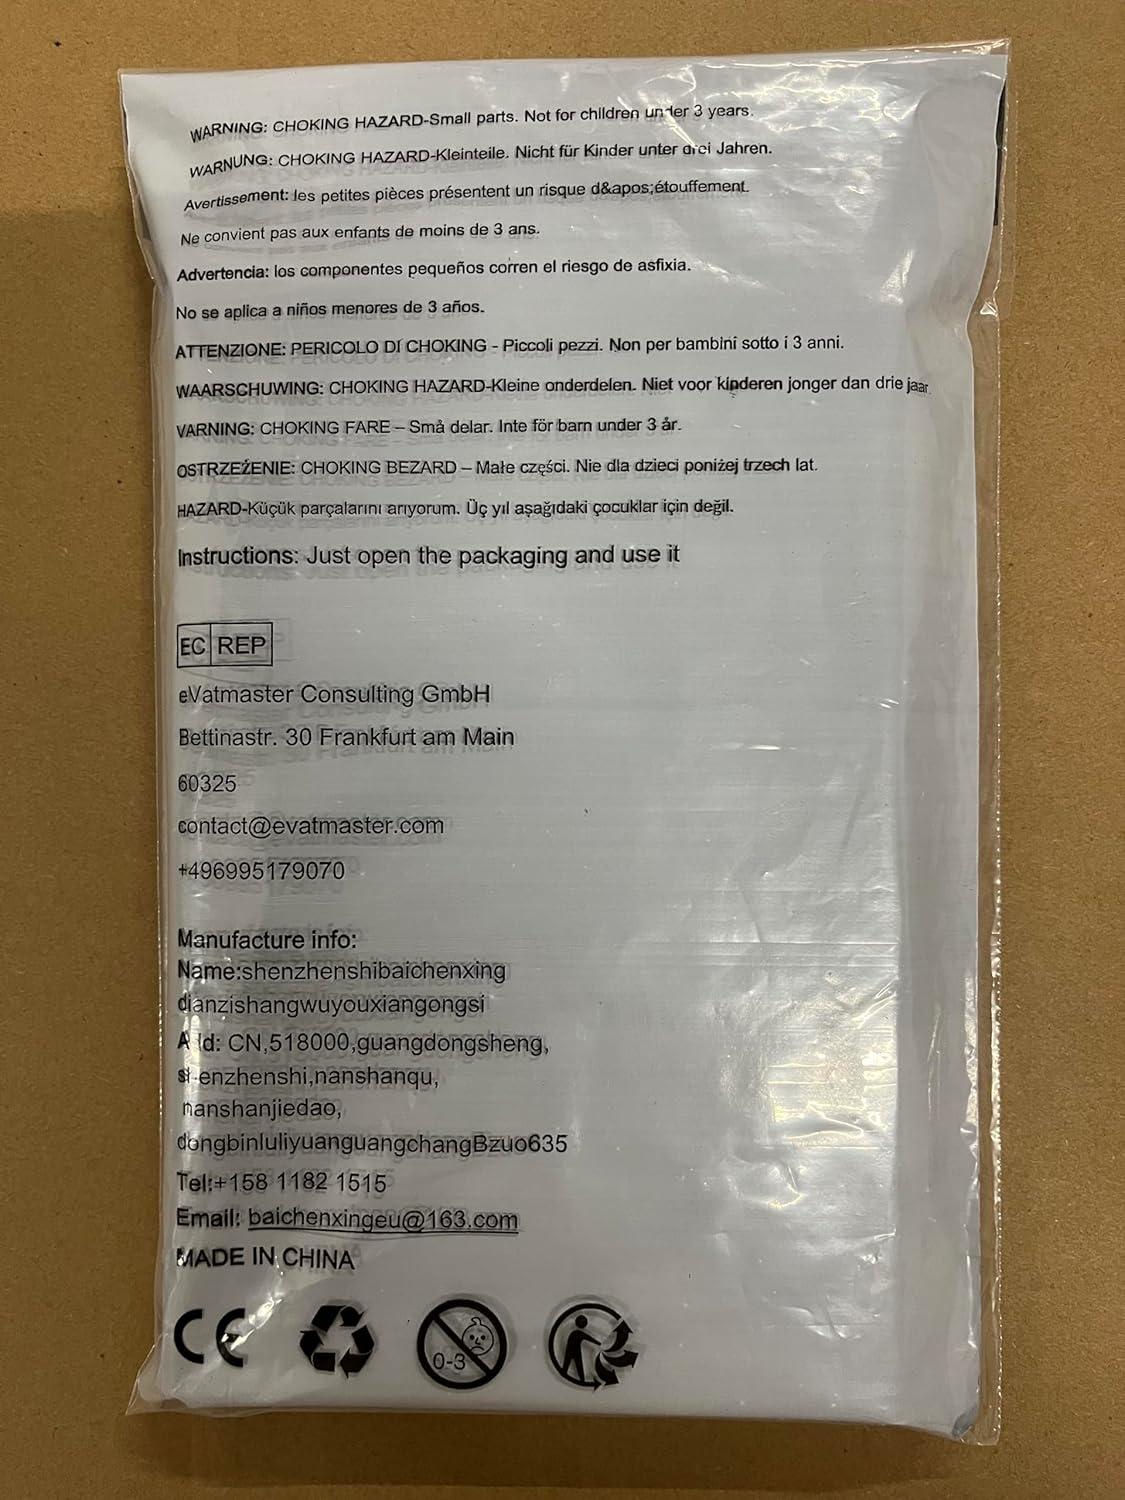 WARNING: CHOKING HAZARD-Small parts. Not for children under 3 years.
WARNUNG: CHOKING HAZARD-Kleinteile. Nicht für Kinder unter drei Jahren.
Avertissement: les petites pièces présentent un risque d&apos;étouffement.
Ne convient pas aux enfants de moins de 3 ans.
Advertencia: los componentes pequeños corren el riesgo de asfixia.
No se aplica a niños menores de 3 años.
ATTENZIONE: PERICOLO DI CHOKING - Piccoli pezzi. Non per bambini sotto i 3 anni.
WAARSCHUWING: CHOKING HAZARD-Kleine onderdelen. Niet voor kinderen jonger dan drie jaar.
VARNING: CHOKING FARE – Små delar. Inte för barn under 3 år.
OSTRZEŹENIE: CHOKING BEZARD – Małe części. Nie dla dzieci poniżej trzech lat.
HAZARD-Küçük parçalarını arıyorum. Üç yıl aşağıdaki çocuklar için değil.
Instructions: Just open the packaging and use it
EC REP
eVatmaster Consulting GmbH
Bettinastr. 30 Frankfurt am Main
60325
contact@evatmaster.com
+496995179070
Manufacture info:
Name:shenzhenshibaichenxing
dianzishangwuyouxiangongsi
Add: CN,518000,guangdongsheng,
shenzhenshi,nanshanqu,
nanshanjiedao,
dongbinluliyuanguangchangBzuo635
Tel:+158 1182 1515
Email: baichenxingeu@163.com
MADE IN CHINA
CE
0-3